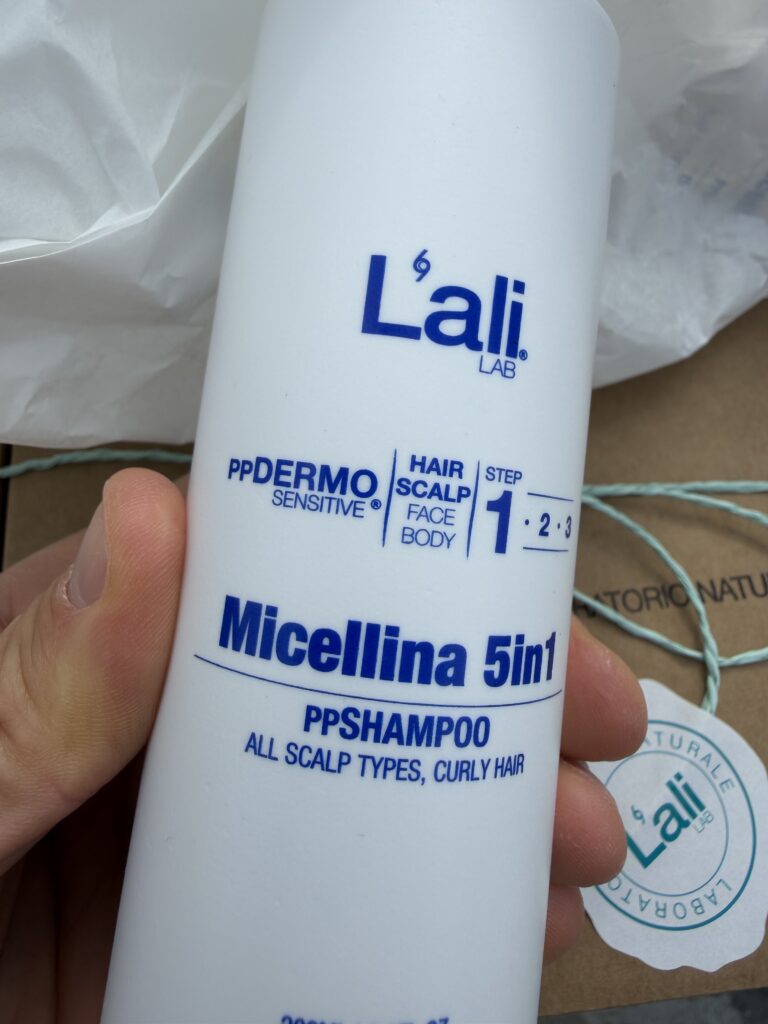 L'ali®
LAB
ppDERMO
SENSITIVE®
HAIR
SCALP
FACE
BODY
STEP
1 · 2 · 3
Micellina 5in1
ppSHAMPOO
ALL SCALP TYPES, CURLY HAIR
NATURALE
L'ali
LAB